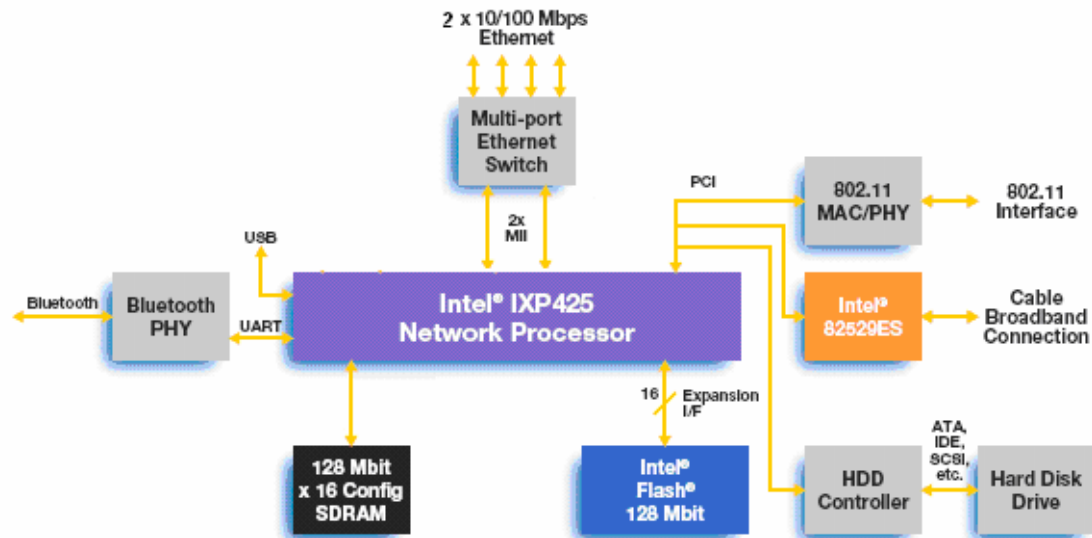 2 x 10/100 Mbps
Ethernet
Multi-port
Ethernet
Switch
PCI
802.11
MAC/PHY
802.11
Interface
2x
MII
USB
Bluetooth
Bluetooth
PHY
UART
Intel® IXP425
Network Processor
Intel®
82529ES
Cable
Broadband
Connection
16
Expansion
I/F
ATA,
IDE,
SCSI,
etc.
128 Mbit
x 16 Config
SDRAM
Intel®
Flash®
128 Mbit
HDD
Controller
Hard Disk
Drive